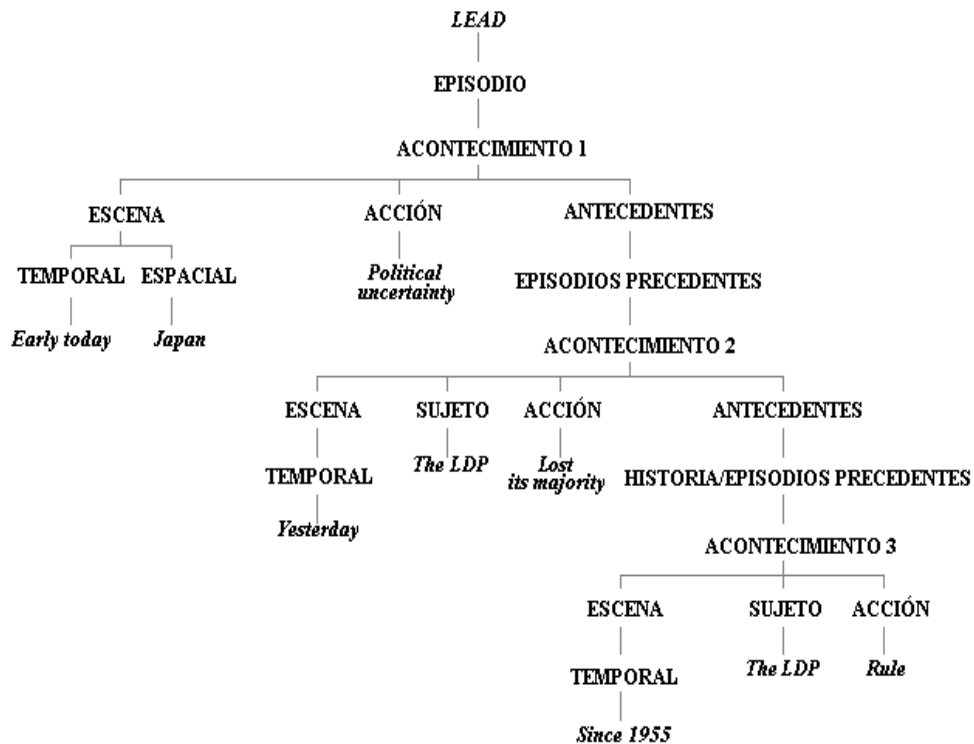 LEAD
EPISODIO
ACONTECIMIENTO 1
ESCENA
ACCIÓN
ANTECEDENTES
TEMPORAL
ESPACIAL
Political
uncertainty
EPISODIOS PRECEDENTES
Early today
Japan
ACONTECIMIENTO 2
ESCENA
SUJETO
ACCIÓN
ANTECEDENTES
TEMPORAL
The LDP
Lost
its majority
HISTORIA/EPISODIOS PRECEDENTES
Yesterday
ACONTECIMIENTO 3
ESCENA
SUJETO
ACCIÓN
TEMPORAL
The LDP
Rule
Since 1955